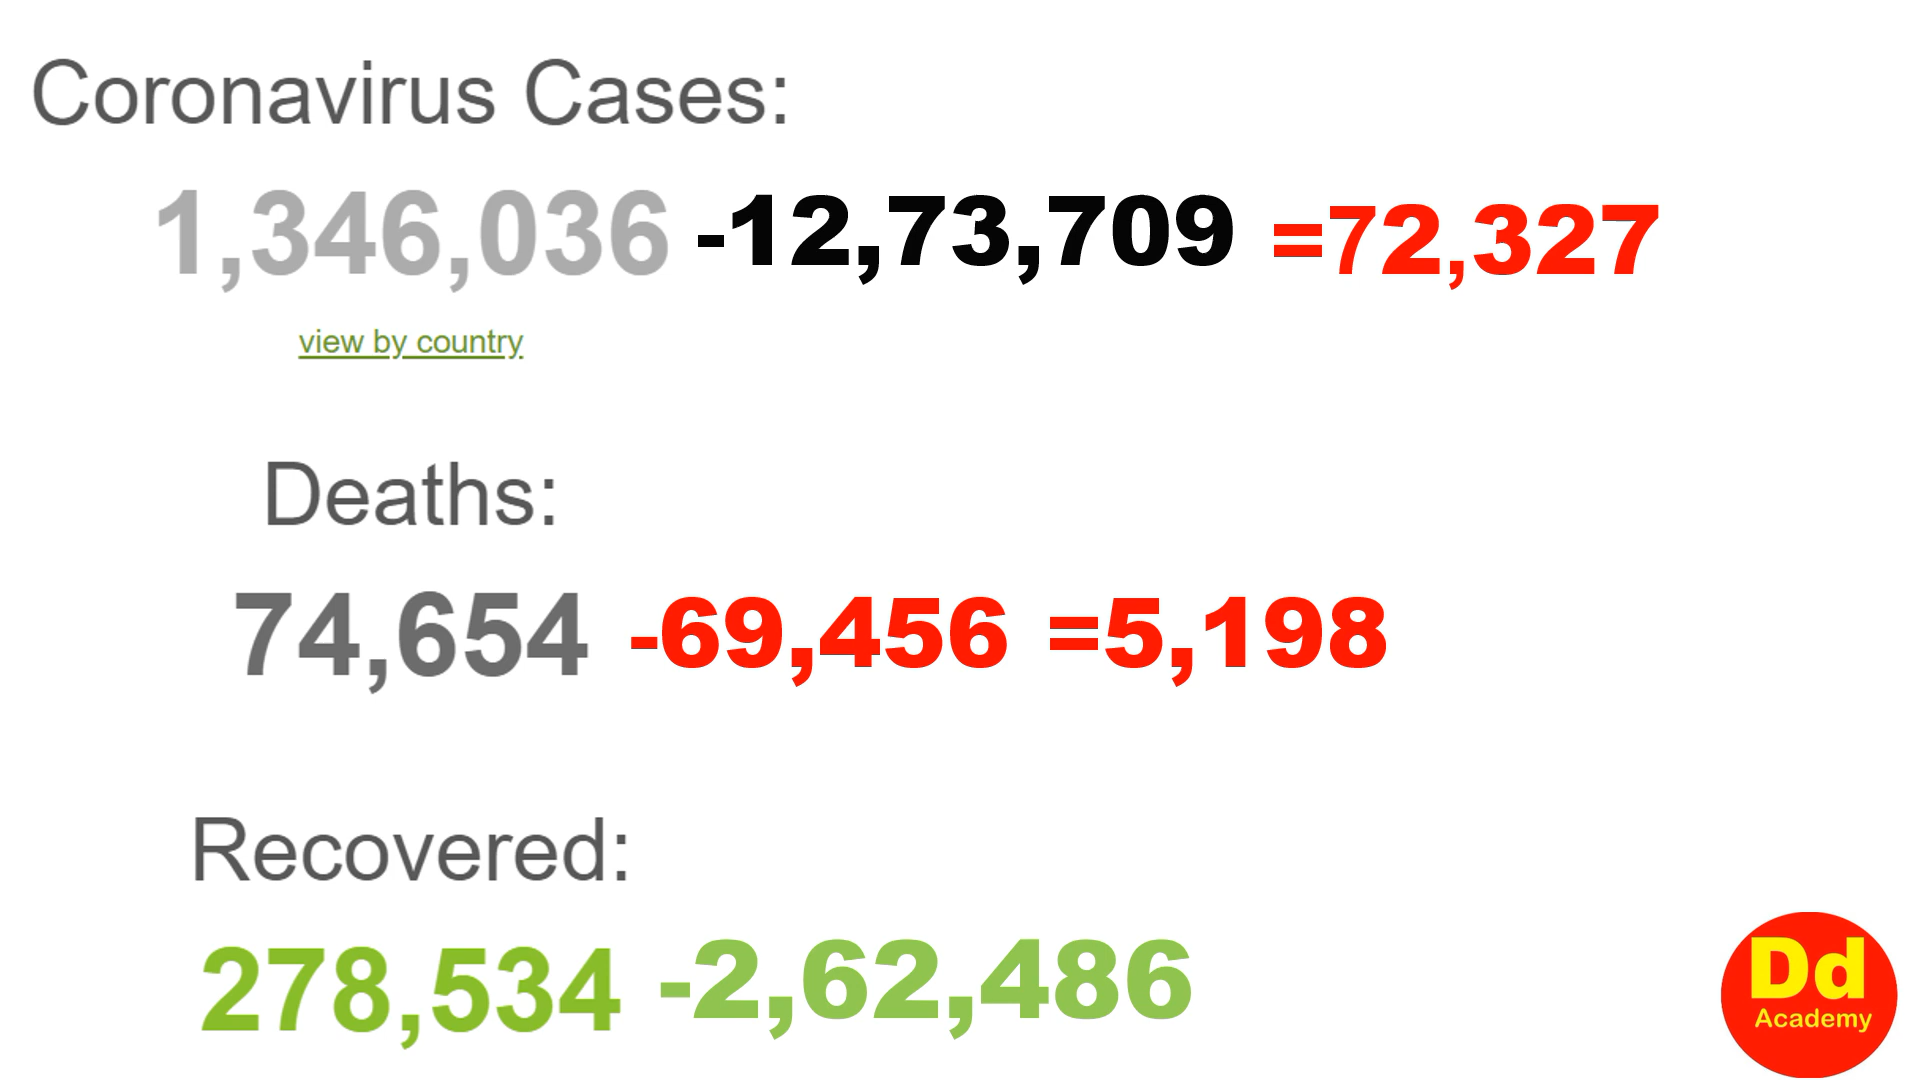 Coronavirus Cases:
1,346,036 -12,73,709 =72,327
view by country
Deaths:
74,654 -69,456 =5,198
Recovered:
278,534 -2,62,486
Dd
Academy